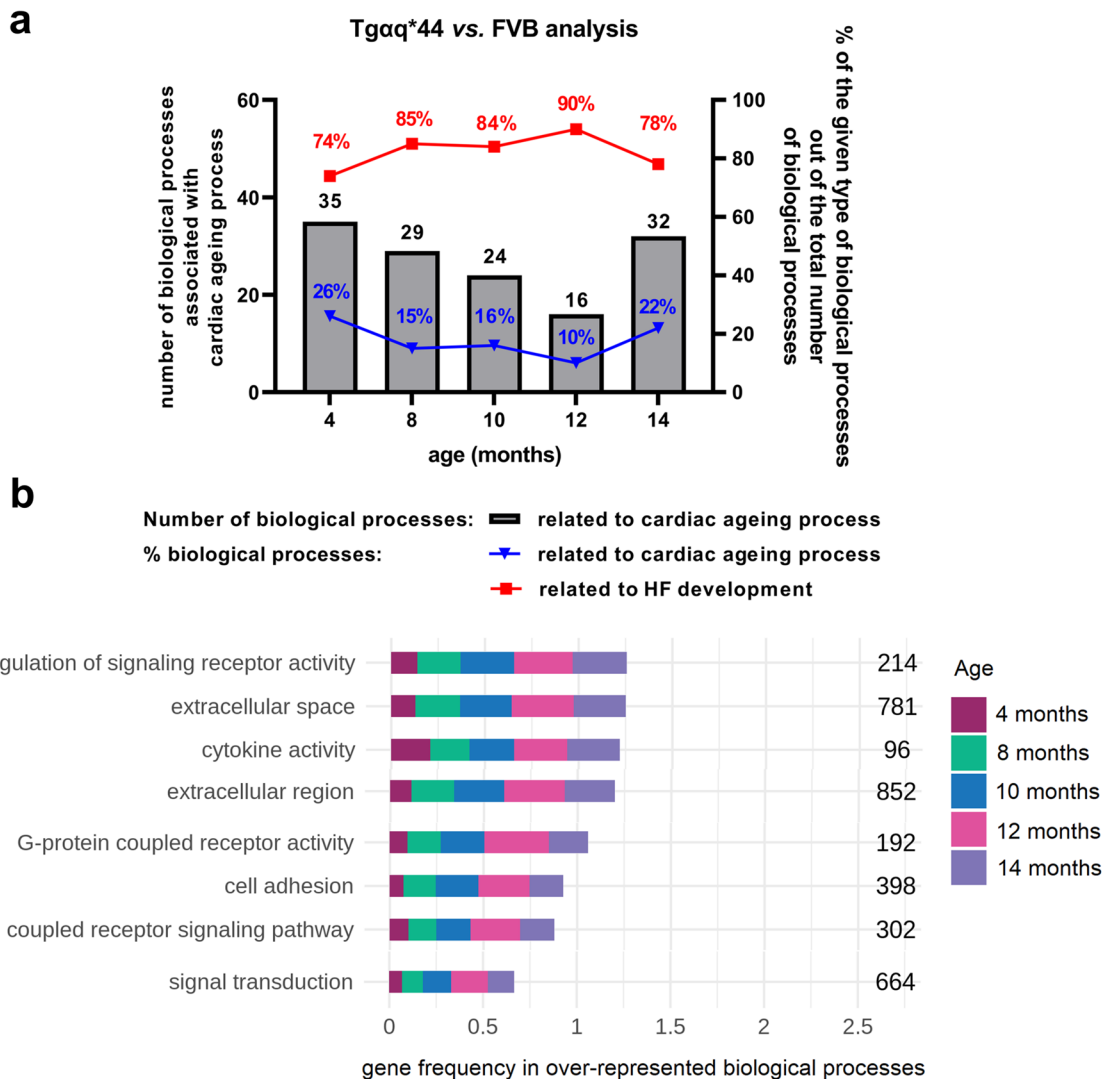 a
Tgαq*44 vs. FVB analysis
number of biological processes
associated with
cardiac ageing process
% of the given type of biological processes
out of the total number
of biological processes
60
40
20
0
100
80
60
40
20
0
74%
85%
84%
90%
78%
35
29
24
16
32
26%
15%
16%
10%
22%
4
8
10
12
14
age (months)
b
Number of biological processes: related to cardiac ageing process
% biological processes: related to cardiac ageing process
related to HF development
gulation of signaling receptor activity 214
extracellular space 781
cytokine activity 96
extracellular region 852
G-protein coupled receptor activity 192
cell adhesion 398
coupled receptor signaling pathway 302
signal transduction 664
0 0.5 1 1.5 2 2.5
gene frequency in over-represented biological processes
Age
4 months
8 months
10 months
12 months
14 months